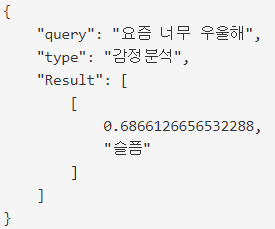 {
    "query": "요즘 너무 우울해",
    "type": "감정분석",
    "Result": [
        [
            0.6866126656532288,
            "슬픔"
        ]
    ]
}